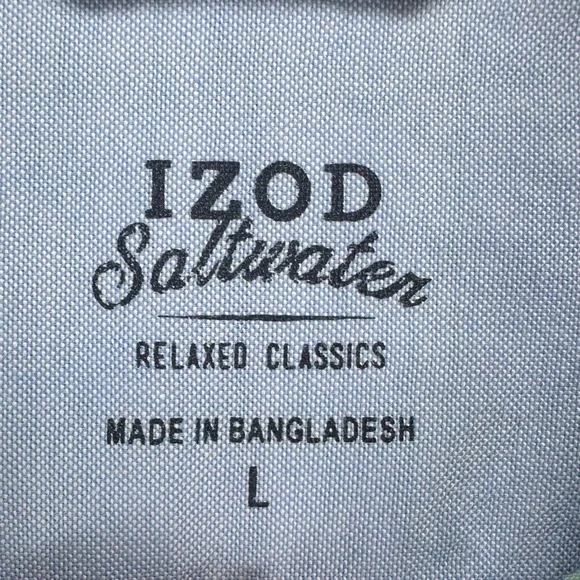 IZOD
Saltwater
RELAXED CLASSICS
MADE IN BANGLADESH
L